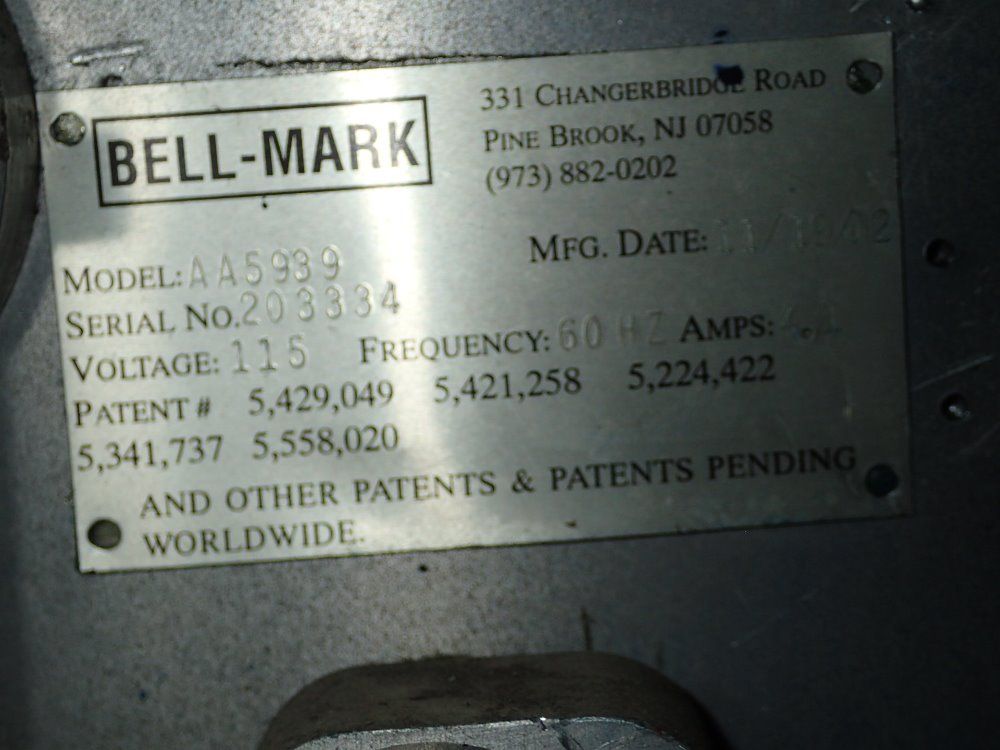 BELL-MARK
331 CHANGERBRIDGE ROAD
PINE BROOK, NJ 07058
(973) 882-0202
MFG. DATE:
MODEL: AA5939
SERIAL NO. 203334
VOLTAGE: 115 FREQUENCY: 60 HZ AMPS:
PATENT # 5,429,049 5,421,258 5,224,422
5,341,737 5,558,020
AND OTHER PATENTS & PATENTS PENDING
WORLDWIDE.